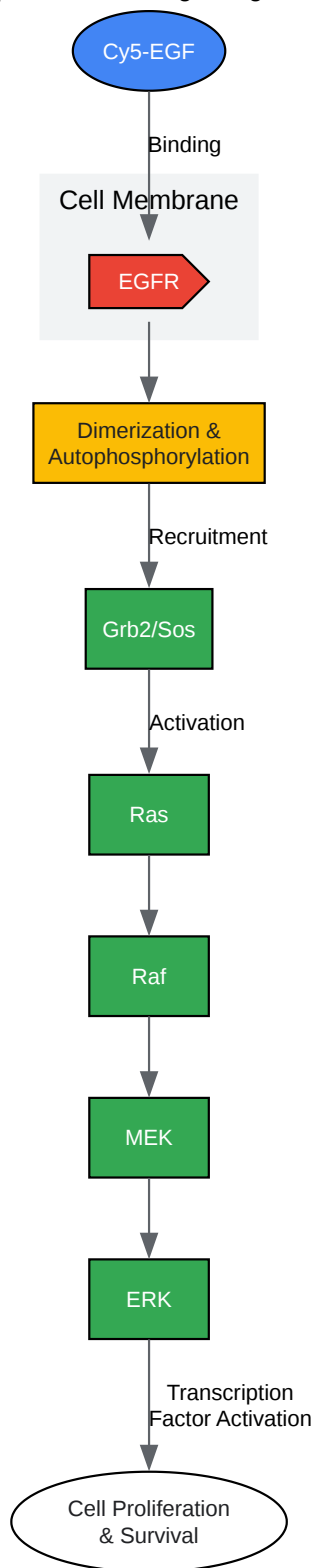 Cy5-EGF
Binding
Cell Membrane
EGFR
Dimerization &
Autophosphorylation
Recruitment
Grb2/Sos
Activation
Ras
Raf
MEK
ERK
Transcription
Factor Activation
Cell Proliferation
& Survival